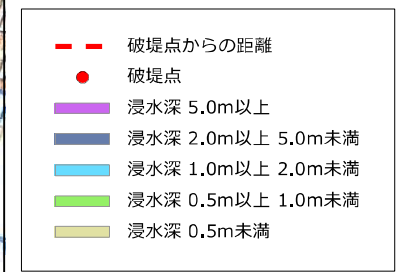 破堤点からの距離
破堤点
浸水深 5.0m以上
浸水深 2.0m以上 5.0m未満
浸水深 1.0m以上 2.0m未満
浸水深 0.5m以上 1.0m未満
浸水深 0.5m未満